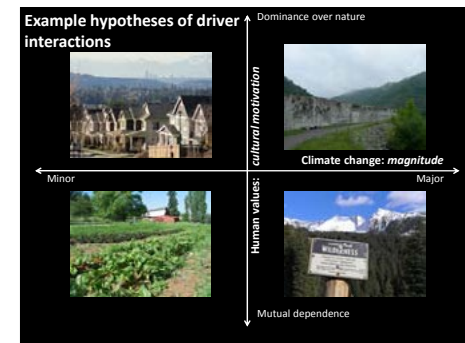 Example hypotheses of driver
interactions
Dominance over nature
cultural motivation
Climate change: magnitude
Minor
Major
Human values:
WILDERNESS
Mutual dependence